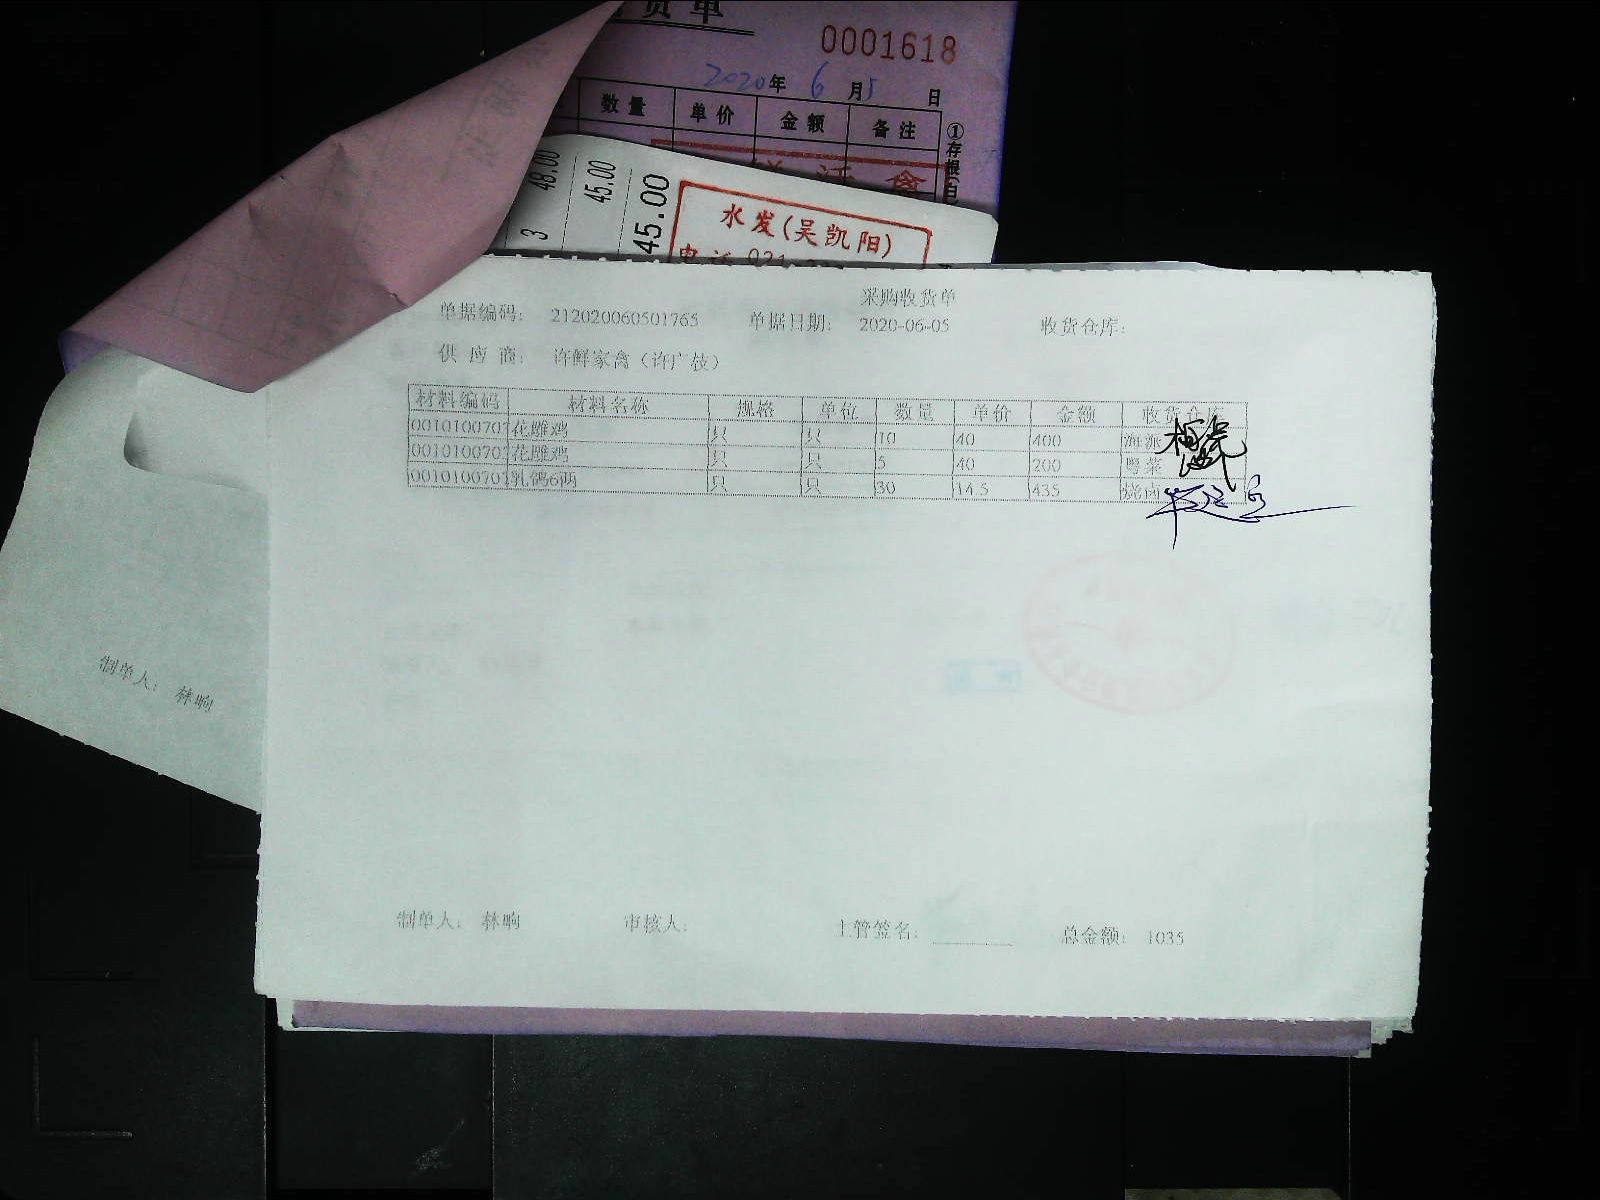 货单
0001618
2020年 6月5日
数量 单价 金额 备注
①存根(白
3 48.00 45.00 45.00
水发(吴凯阳)
电话 021
采购收货单
单据编码: 212020060501765 单据日期: 2020-06-05 收货仓库:
供应商: 许鲜家禽(许广枝)
材料编码 材料名称 规格 单位 数量 单价 金额 收货仓库
0010100707 花雕鸡 只 只 10 40 400 海派
0010100707 花雕鸡 只 只 5 40 200 粤菜
0010100707 乳鸽6两 只 只 30 14.5 435 烧卤
制单人: 林晌
制单人: 林晌 审核人: 主管签名: 总金额: 1035